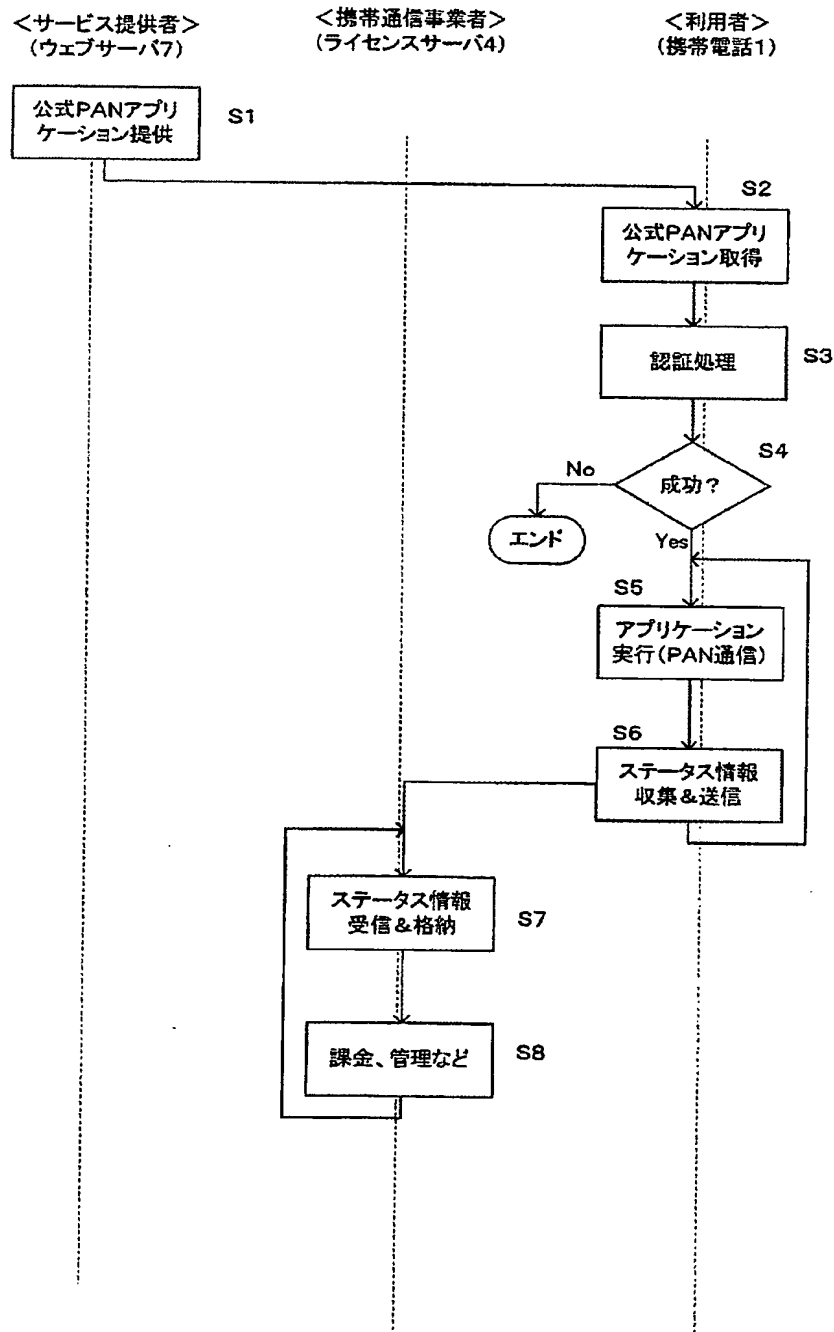 <サービス提供者>
(ウェブサーバ7)
<携帯通信事業者>
(ライセンスサーバ4)
<利用者>
(携帯電話1)
公式PANアプリ
ケーション提供
S1
S2
公式PANアプリ
ケーション取得
認証処理
S3
S4
成功?
No
エンド
Yes
S5
アプリケーション
実行(PAN通信)
S6
ステータス情報
収集&送信
ステータス情報
受信&格納
S7
課金、管理など
S8